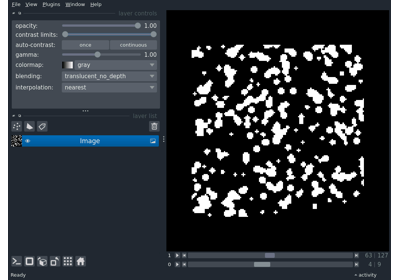 File View Plugins Window Help
layer controls
opacity: 1.00
contrast limits:
auto-contrast: once continuous
gamma: 1.00
colormap: gray
blending: translucent_no_depth
interpolation: nearest
layer list
Image
1 63 127
0 4 9
Ready activity